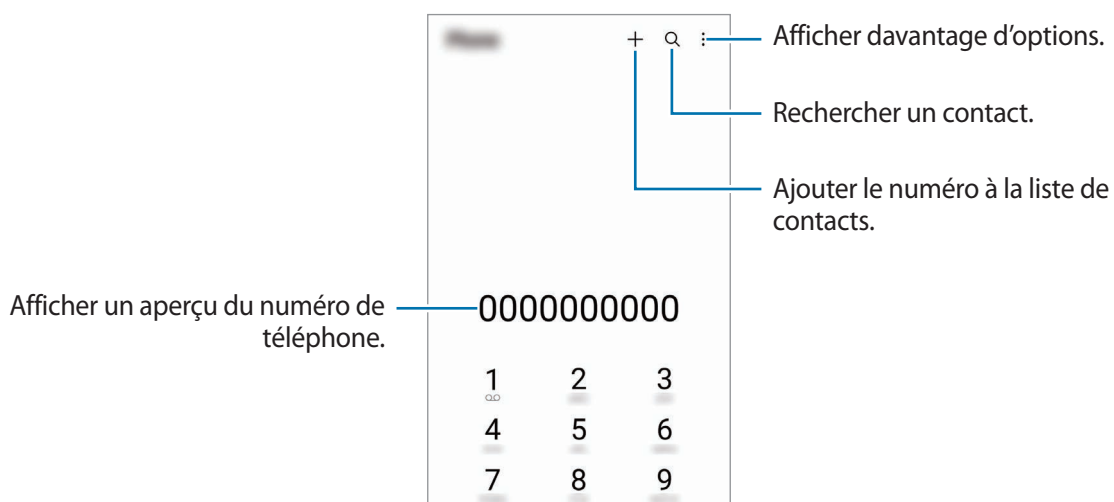 Afficher davantage d'options.
Rechercher un contact.
Ajouter le numéro à la liste de
contacts.
Afficher un aperçu du numéro de
téléphone.
0000000000
1 2 3
4 5 6
7 8 9